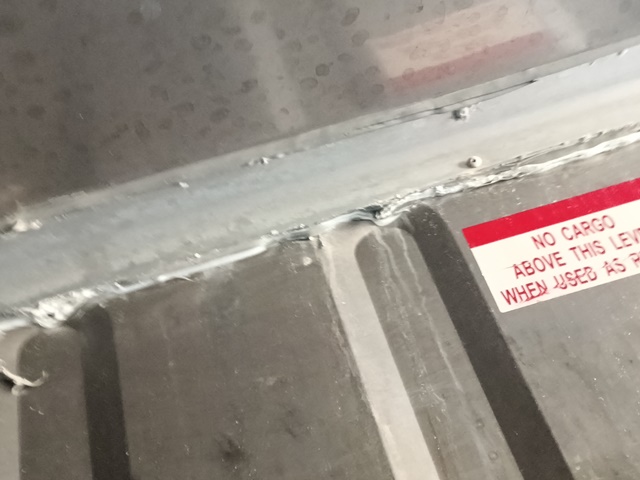 NO CARGO
ABOVE THIS
WHEN USED AS